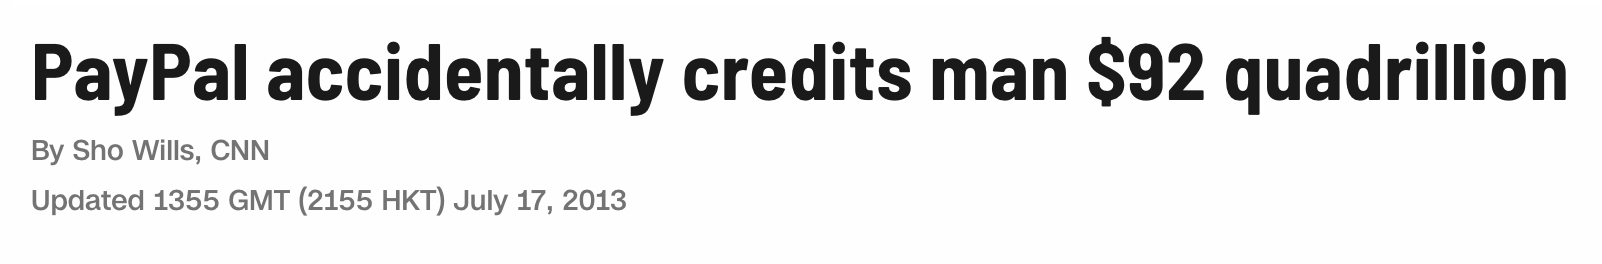 PayPal accidentally credits man $92 quadrillion
By Sho Wills, CNN
Updated 1355 GMT (2155 HKT) July 17, 2013